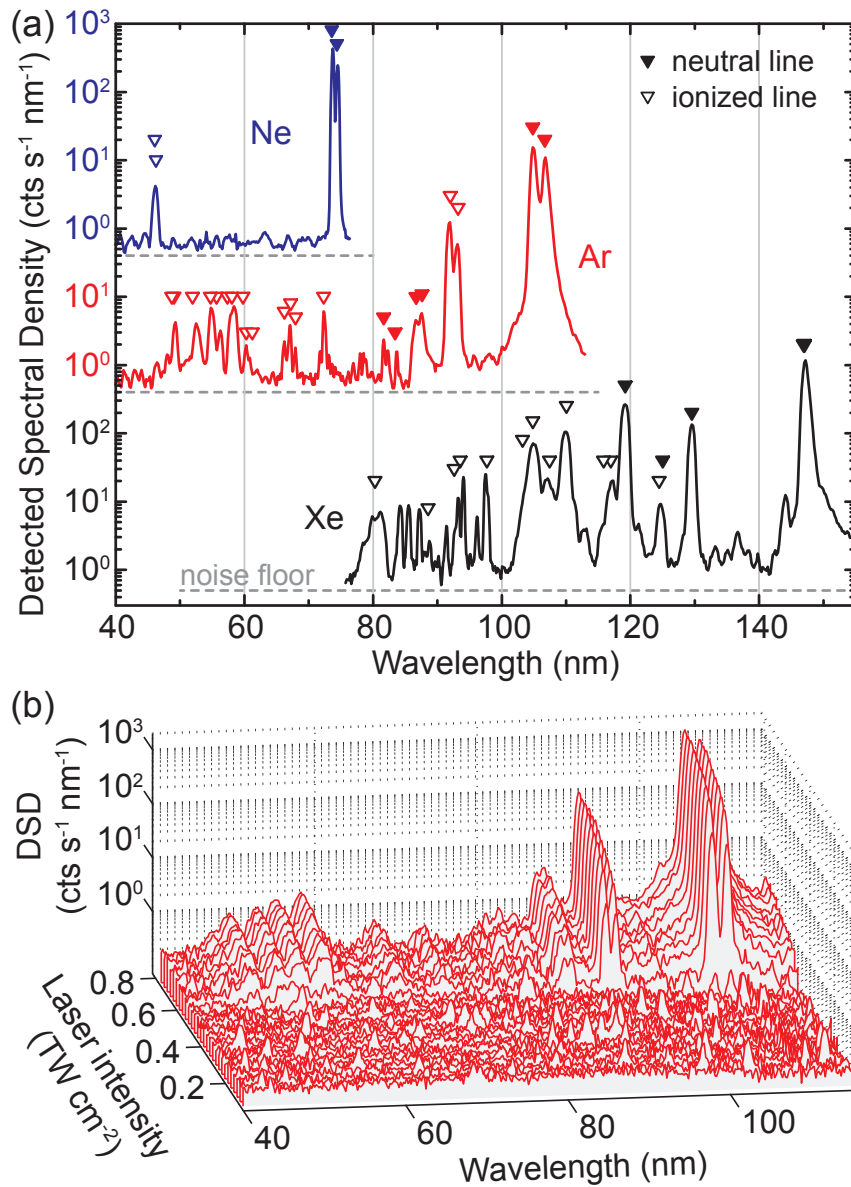 (a)
Detected Spectral Density (cts s⁻¹ nm⁻¹)
10³
10²
10¹
10⁰
10¹
10⁰
10²
10¹
10⁰
Ne
▼ neutral line
▽ ionized line
Ar
Xe
noise floor
40 60 80 100 120 140
Wavelength (nm)
(b)
DSD
(cts s⁻¹ nm⁻¹)
10³
10²
10¹
10⁰
Laser intensity
(TW cm⁻²)
0.8
0.6
0.4
0.2
40 60 80 100
Wavelength (nm)